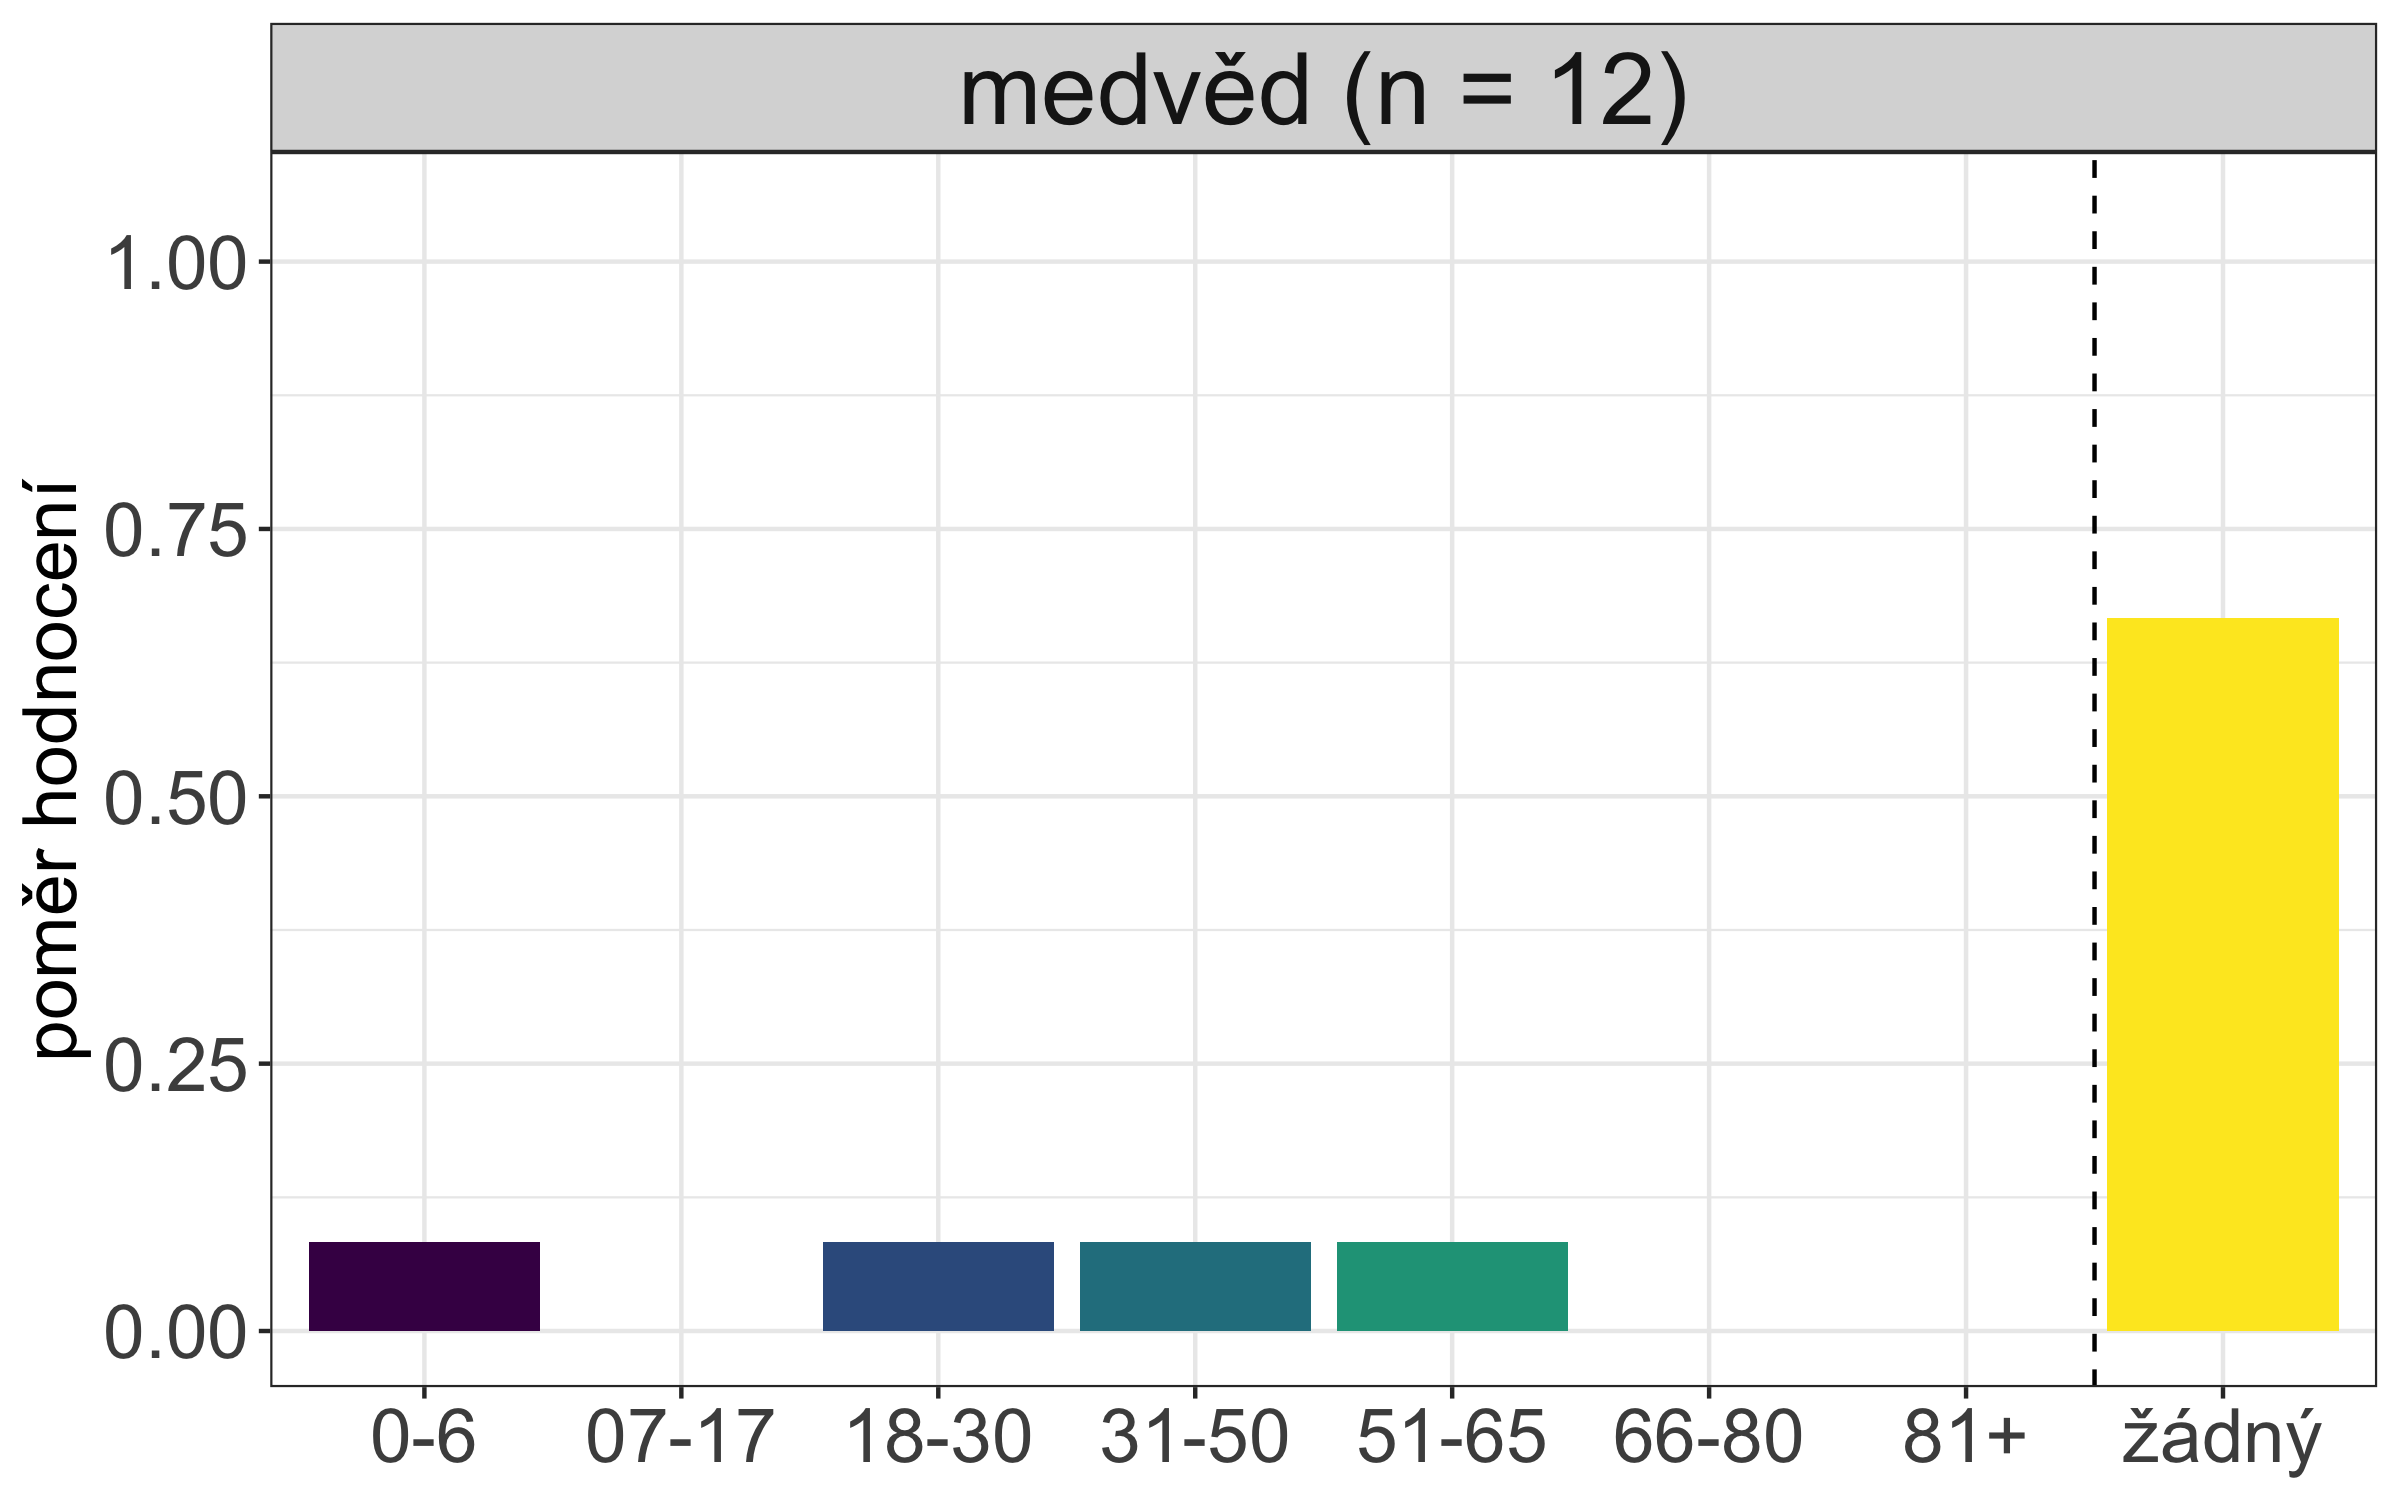 medvěd (n = 12)
poměr hodnocení
1.00
0.75
0.50
0.25
0.00
0-6 07-17 18-30 31-50 51-65 66-80 81+ žádný